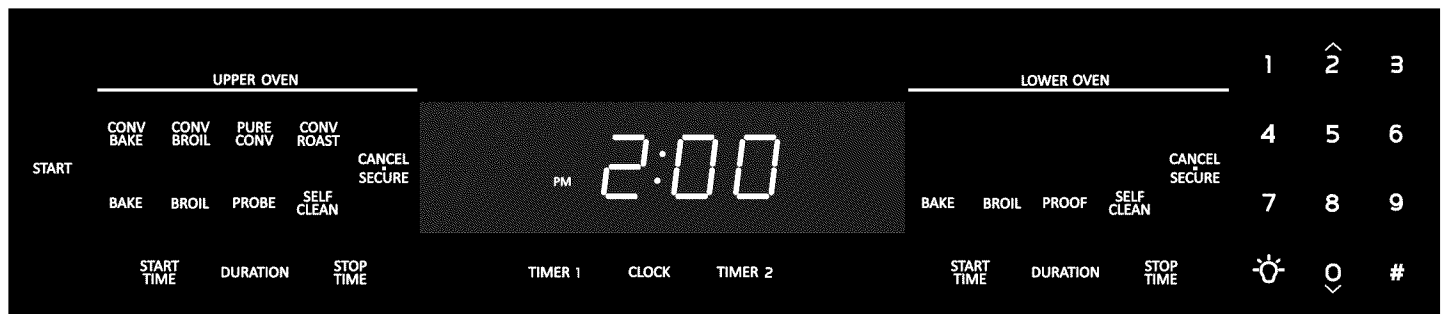 UPPER OVEN
LOWER OVEN
1 2 3
CONV BAKE
CONV BROIL
PURE CONV
CONV ROAST
4 5 6
START
CANCEL
SECURE
PM 2:00
CANCEL
SECURE
BAKE
BROIL
PROBE
SELF CLEAN
BAKE
BROIL
PROOF
SELF CLEAN
7 8 9
START TIME
DURATION
STOP TIME
TIMER 1
CLOCK
TIMER 2
START TIME
DURATION
STOP TIME
0 #